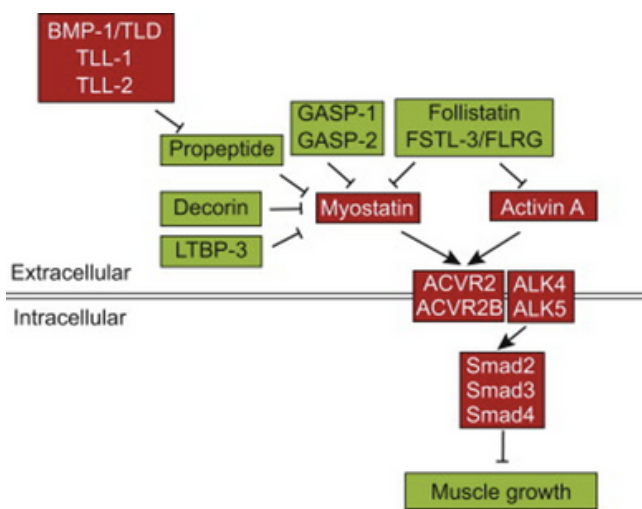 BMP-1/TLD
TLL-1
TLL-2
GASP-1
GASP-2
Follistatin
FSTL-3/FLRG
Propeptide
Decorin
Myostatin
Activin A
LTBP-3
Extracellular
ACVR2
ACVR2B
ALK4
ALK5
Intracellular
Smad2
Smad3
Smad4
Muscle growth